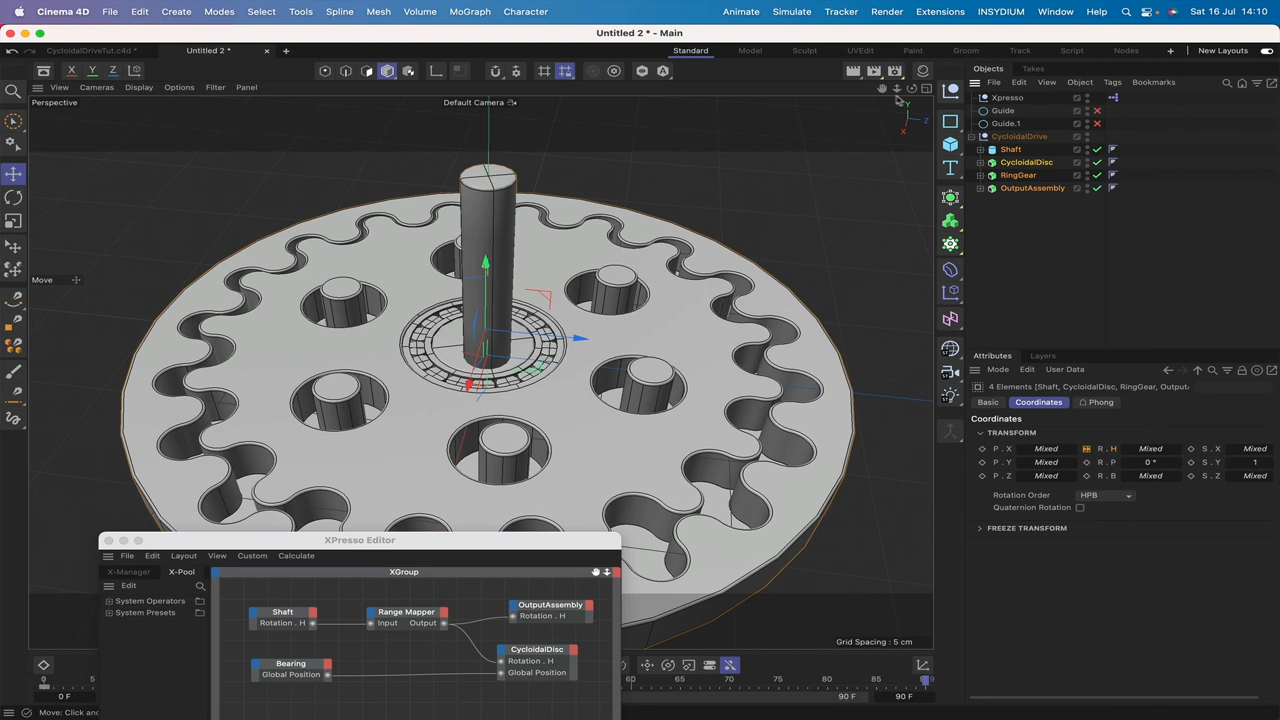 Cinema 4D File Edit Create Modes Select Tools Spline Mesh Volume MoGraph Character Animate Simulate Tracker Render Extensions INSYDIUM Window Help Sat 16 Jul 14:10
Untitled 2 * - Main
CycloidalDriveTut.c4d * Untitled 2 * Standard Model Sculpt UVEdit Paint Groom Track Script Nodes New Layouts
X Y Z
Objects Takes
File Edit View Object Tags Bookmarks
View Cameras Display Options Filter Panel
Perspective
Default Camera
Y
Z
X
Xpresso
Guide
Guide.1
CycloidalDrive
Shaft
CycloidalDisc
RingGear
OutputAssembly
Move
Attributes Layers
Mode Edit User Data
4 Elements [Shaft, CycloidalDisc, RingGear, Output
Basic Coordinates Phong
Coordinates
TRANSFORM
P . X Mixed R . H Mixed S . X Mixed
P . Y Mixed R . P 0 ° S . Y 1
P . Z Mixed R . B Mixed S . Z Mixed
Rotation Order HPB
Quaternion Rotation
FREEZE TRANSFORM
XPresso Editor
File Edit Layout View Custom Calculate
X-Manager X-Pool XGroup
Edit
System Operators
System Presets
Shaft
Rotation . H
Range Mapper
Input Output
OutputAssembly
Rotation . H
Bearing
Global Position
CycloidalDisc
Rotation . H
Global Position
Grid Spacing : 5 cm
0 5 65 70 75 80 85
0 F 90 F 90 F
Move: Click and